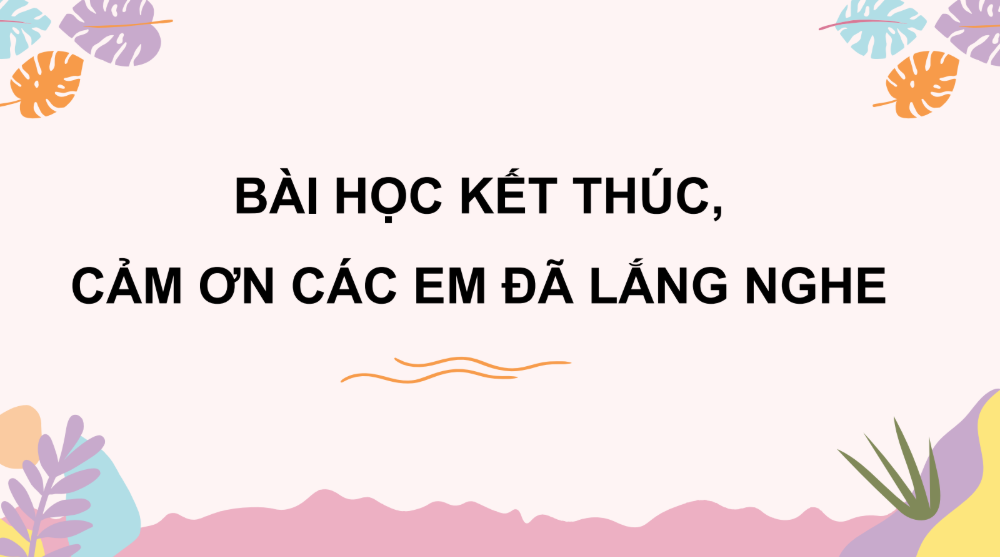 BÀI HỌC KẾT THÚC,
CẢM ƠN CÁC EM ĐÃ LẮNG NGHE